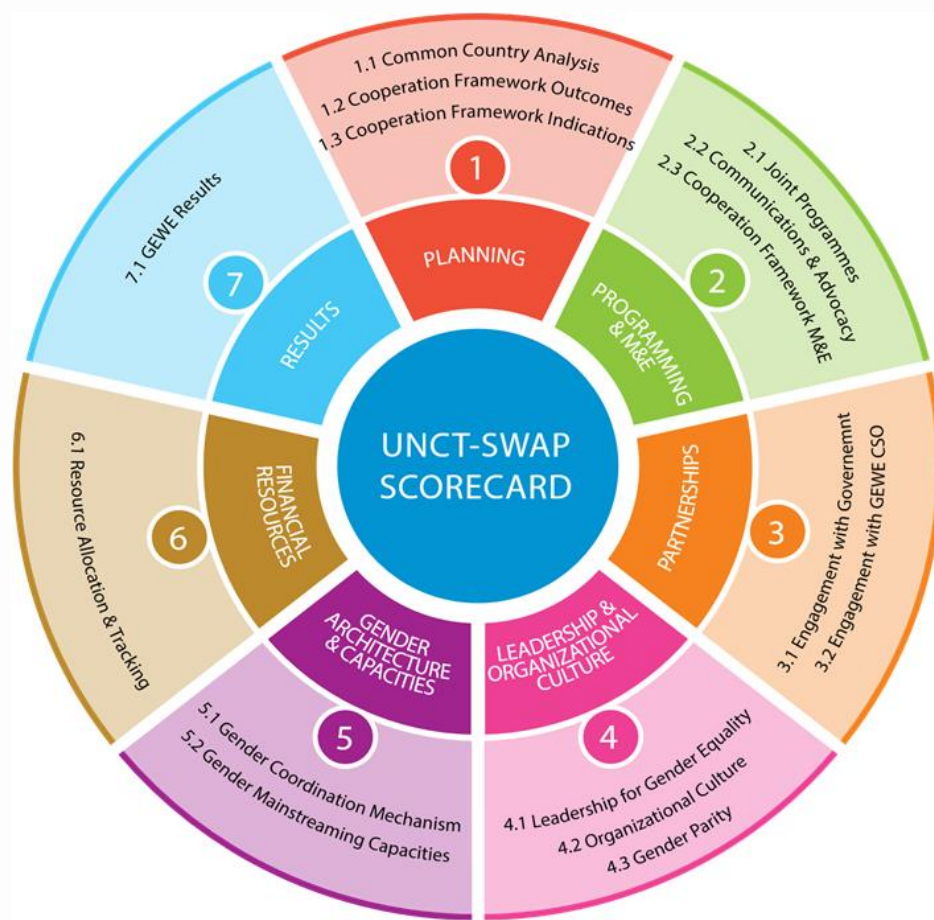 UNCT-SWAP
SCORECARD
1.1 Common Country Analysis
1.2 Cooperation Framework Outcomes
1.3 Cooperation Framework Indications
1
PLANNING
2.1 Joint Programmes
2.2 Communications & Advocacy
2.3 Cooperation Framework M&E
2
PROGRAMMING
& M&E
3.1 Engagement with Governemnt
3.2 Engagement with GEWE CSO
3
PARTNERSHIPS
LEADERSHIP &
ORGANIZATIONAL
CULTURE
4
4.1 Leadership for Gender Equality
4.2 Organizational Culture
4.3 Gender Parity
GENDER
ARCHITECTURE
& CAPACITIES
5
5.1 Gender Coordination Mechanism
5.2 Gender Mainstreaming Capacities
FINANCIAL
RESOURCES
6
6.1 Resource Allocation & Tracking
7.1 GEWE Results
7
RESULTS